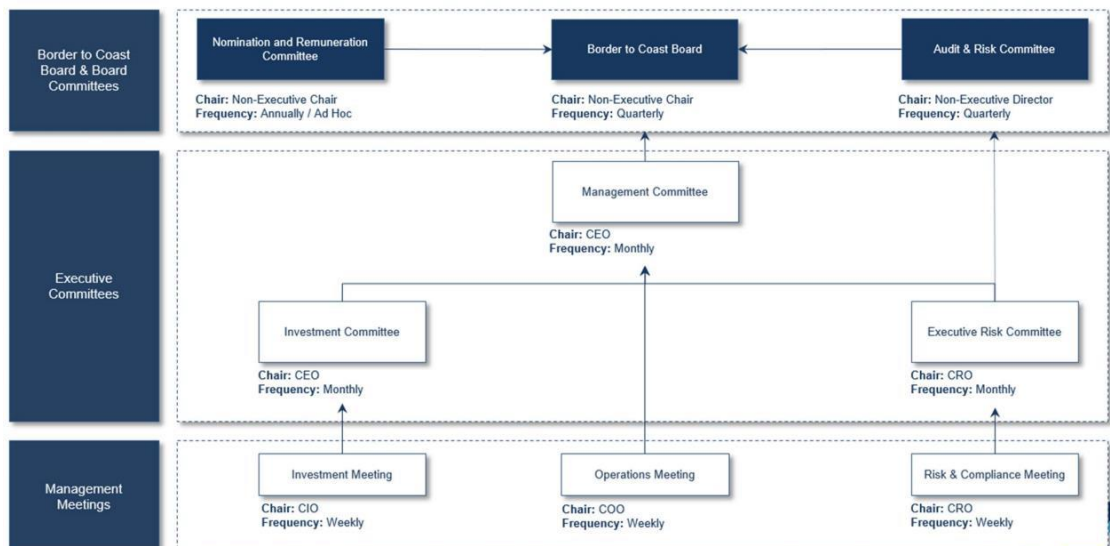 Border to Coast
Board & Board
Committees
Nomination and Remuneration
Committee
Border to Coast Board
Audit & Risk Committee
Chair: Non-Executive Chair
Frequency: Annually / Ad Hoc
Chair: Non-Executive Chair
Frequency: Quarterly
Chair: Non-Executive Director
Frequency: Quarterly
Executive
Committees
Management Committee
Chair: CEO
Frequency: Monthly
Investment Committee
Chair: CEO
Frequency: Monthly
Executive Risk Committee
Chair: CRO
Frequency: Monthly
Management
Meetings
Investment Meeting
Chair: CIO
Frequency: Weekly
Operations Meeting
Chair: COO
Frequency: Weekly
Risk & Compliance Meeting
Chair: CRO
Frequency: Weekly